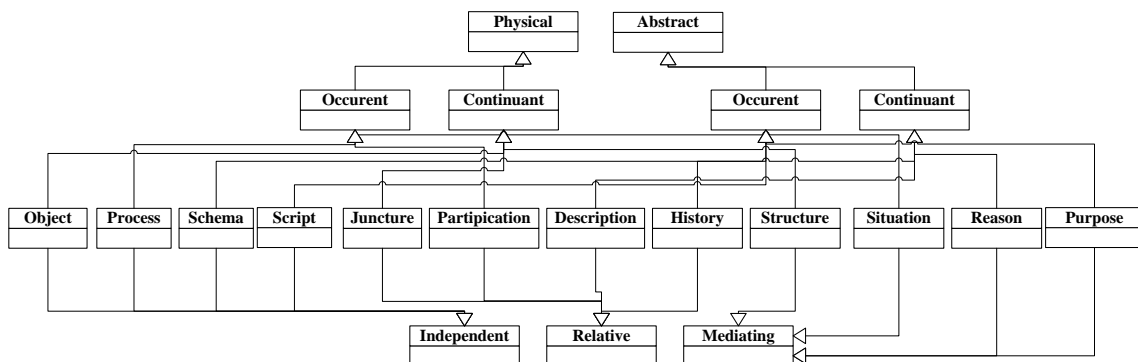 Physical Abstract
Occurent Continuant Occurent Continuant
Object Process Schema Script Juncture Partipication Description History Structure Situation Reason Purpose
Independent Relative Mediating